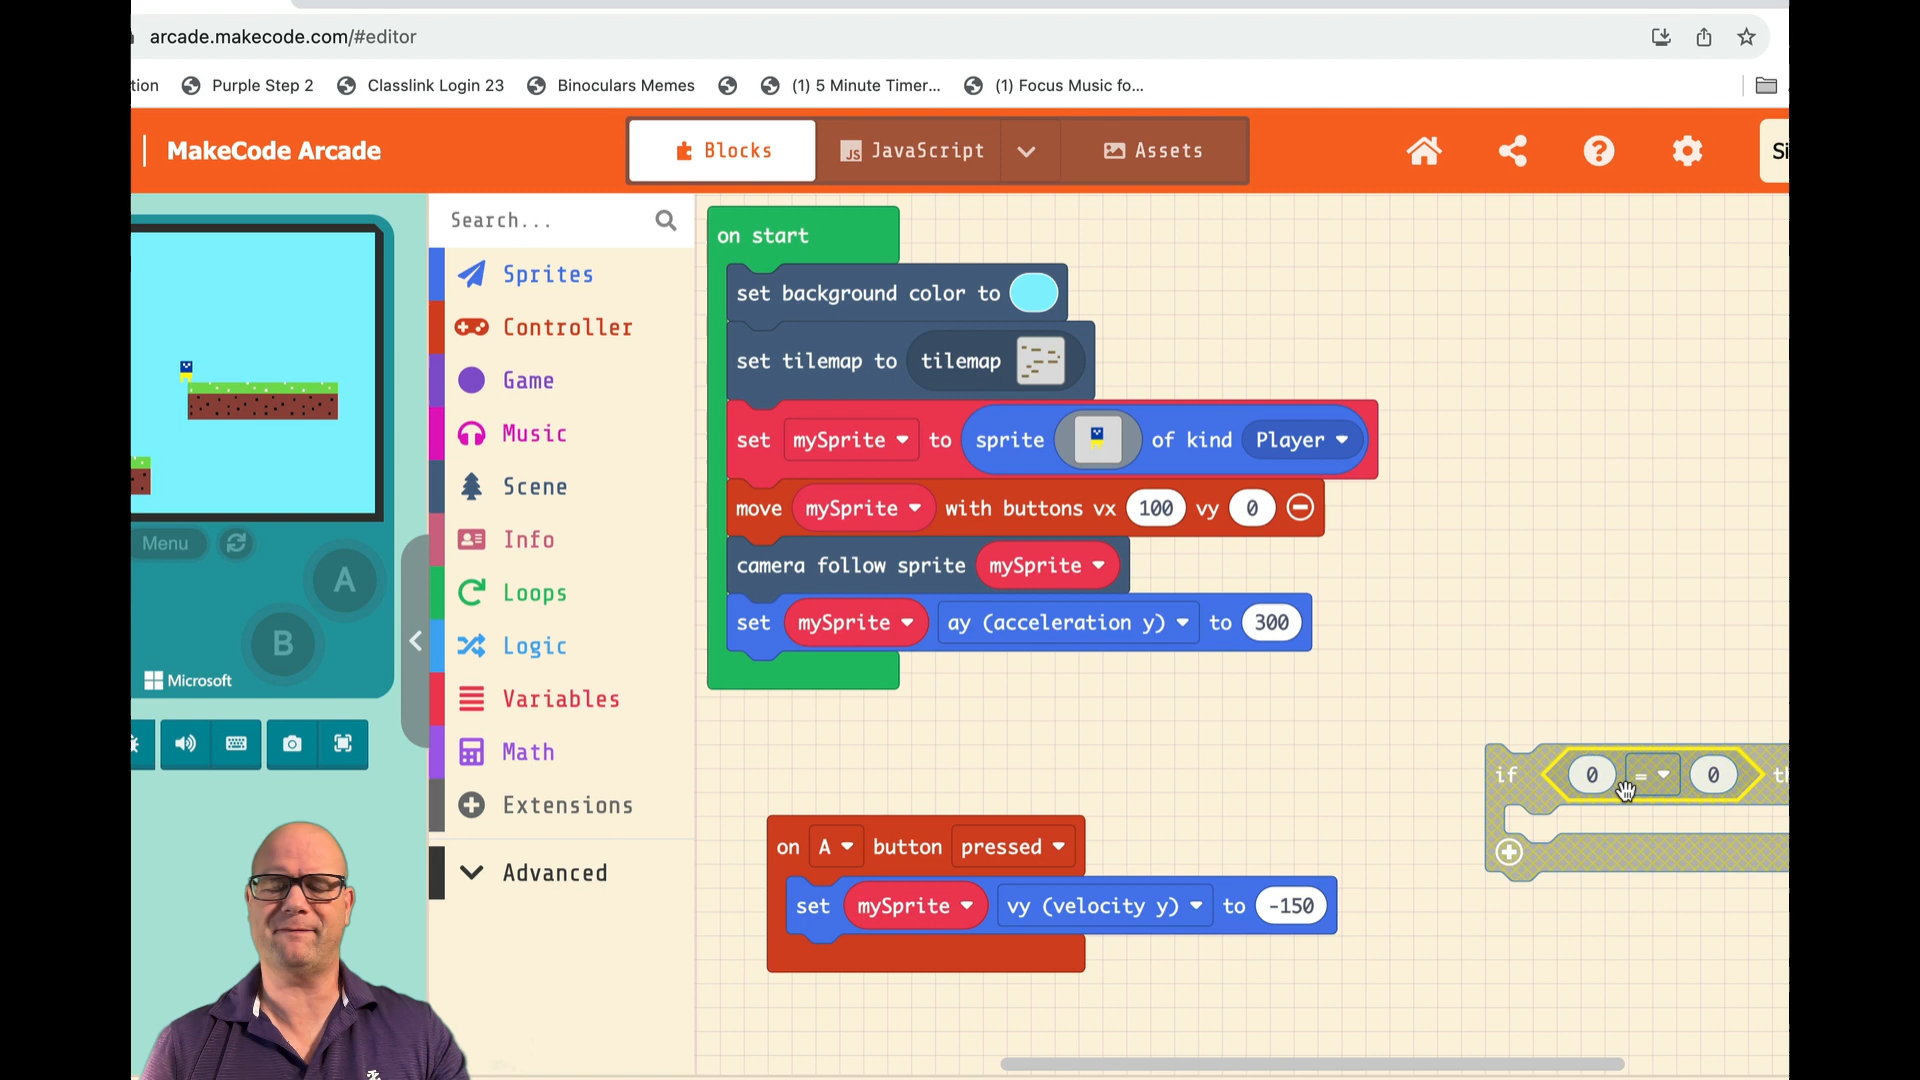 arcade.makecode.com/#editor
tion Purple Step 2 Classlink Login 23 Binoculars Memes (1) 5 Minute Timer... (1) Focus Music fo...
MakeCode Arcade
Blocks JS JavaScript Assets
Si
Search...
Sprites
Controller
Game
Music
Scene
Info
Loops
Logic
Variables
Math
Extensions
Advanced
Menu
A
B
Microsoft
on start
set background color to
set tilemap to tilemap
set mySprite to sprite of kind Player
move mySprite with buttons vx 100 vy 0
camera follow sprite mySprite
set mySprite ay (acceleration y) to 300
if 0 = 0 th
on A button pressed
set mySprite vy (velocity y) to -150